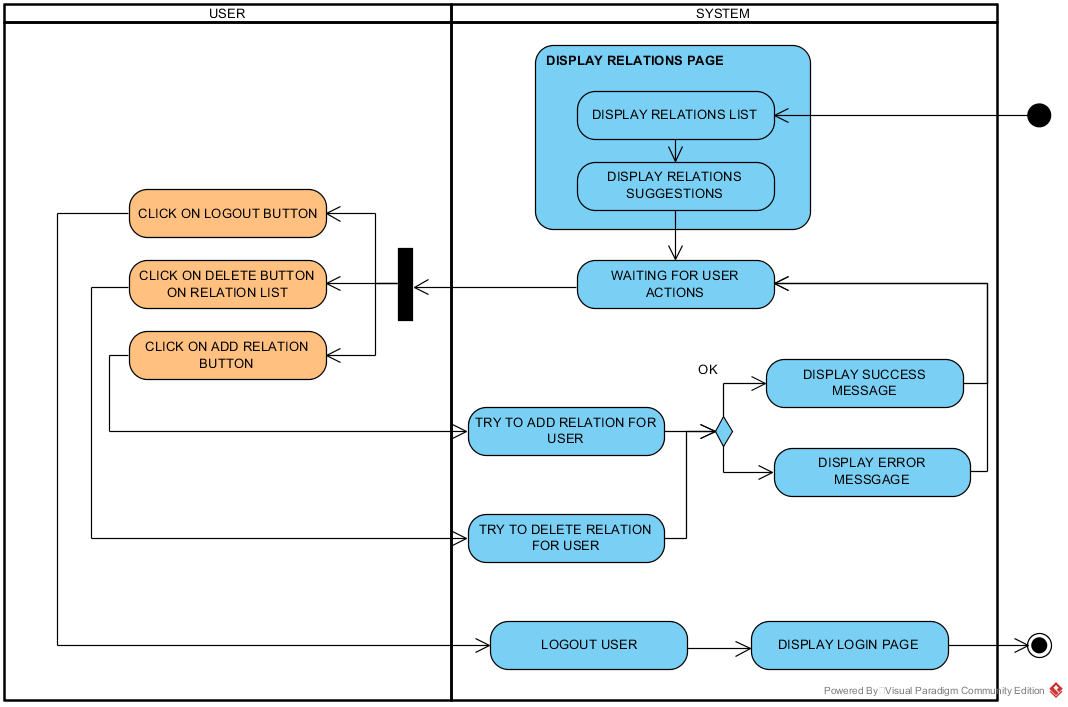 USER
SYSTEM
DISPLAY RELATIONS PAGE
DISPLAY RELATIONS LIST
DISPLAY RELATIONS
SUGGESTIONS
CLICK ON LOGOUT BUTTON
CLICK ON DELETE BUTTON
ON RELATION LIST
WAITING FOR USER
ACTIONS
CLICK ON ADD RELATION
BUTTON
OK
DISPLAY SUCCESS
MESSAGE
TRY TO ADD RELATION FOR
USER
DISPLAY ERROR
MESSGAGE
TRY TO DELETE RELATION
FOR USER
LOGOUT USER
DISPLAY LOGIN PAGE
Powered By Visual Paradigm Community Edition